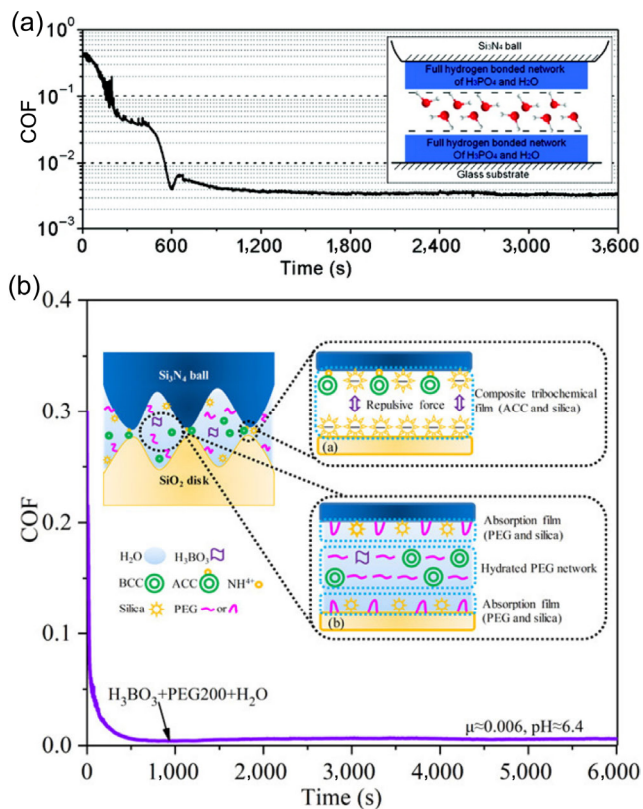 (a)
10⁰
10⁻¹
10⁻²
10⁻³
COF
0
600
1,200
1,800
2,400
3,000
3,600
Time (s)
Si₃N₄ ball
Full hydrogen bonded network
of H₃PO₄ and H₂O
Full hydrogen bonded network
Of H₃PO₄ and H₂O
Glass substrate
(b)
0.4
0.3
0.2
0.1
0.0
COF
Si₃N₄ ball
SiO₂ disk
H₂O
H₃BO₃
BCC
ACC
NH⁴⁺
Silica
PEG
or
Repulsive force
(a)
Composite tribochemical
film (ACC and silica)
Absorption film
(PEG and silica)
Hydrated PEG network
Absorption film
(PEG and silica)
(b)
H₃BO₃+PEG200+H₂O
μ≈0.006, pH≈6.4
0
1,000
2,000
3,000
4,000
5,000
6,000
Time (s)